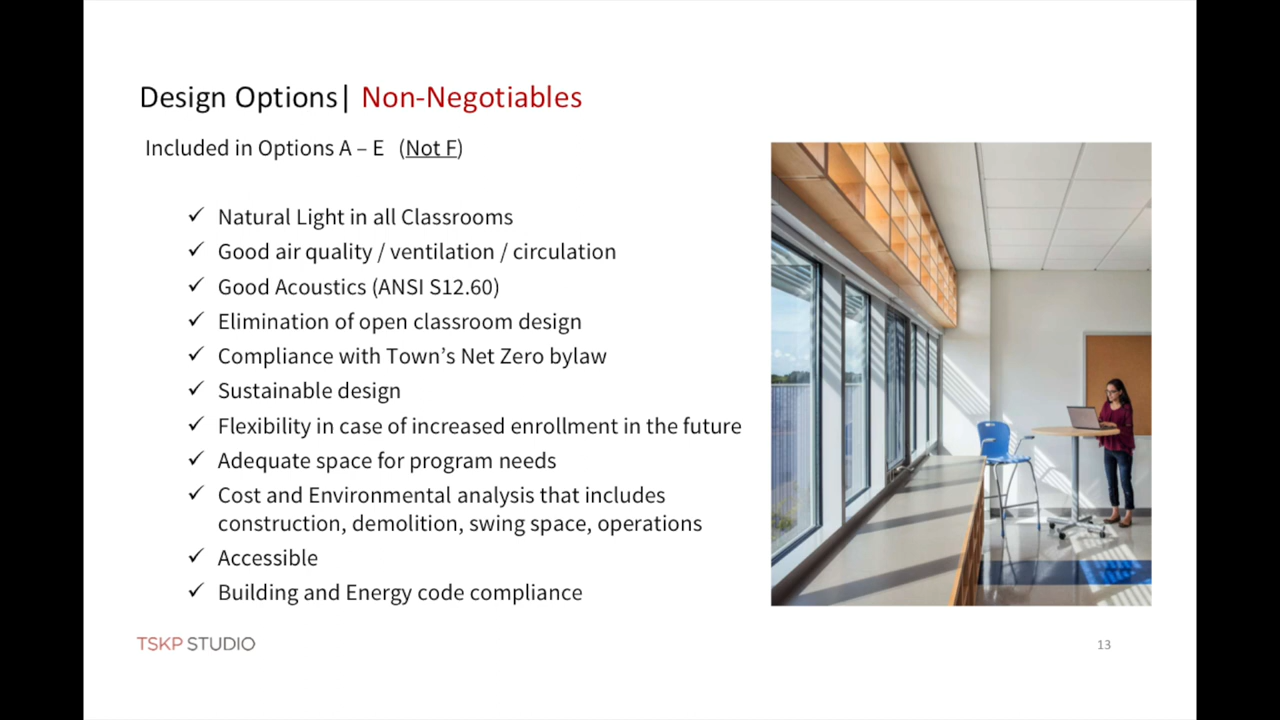 Design Options| Non-Negotiables
Included in Options A – E (Not F)
✓ Natural Light in all Classrooms
✓ Good air quality / ventilation / circulation
✓ Good Acoustics (ANSI S12.60)
✓ Elimination of open classroom design
✓ Compliance with Town’s Net Zero bylaw
✓ Sustainable design
✓ Flexibility in case of increased enrollment in the future
✓ Adequate space for program needs
✓ Cost and Environmental analysis that includes
construction, demolition, swing space, operations
✓ Accessible
✓ Building and Energy code compliance
TSKP STUDIO
13